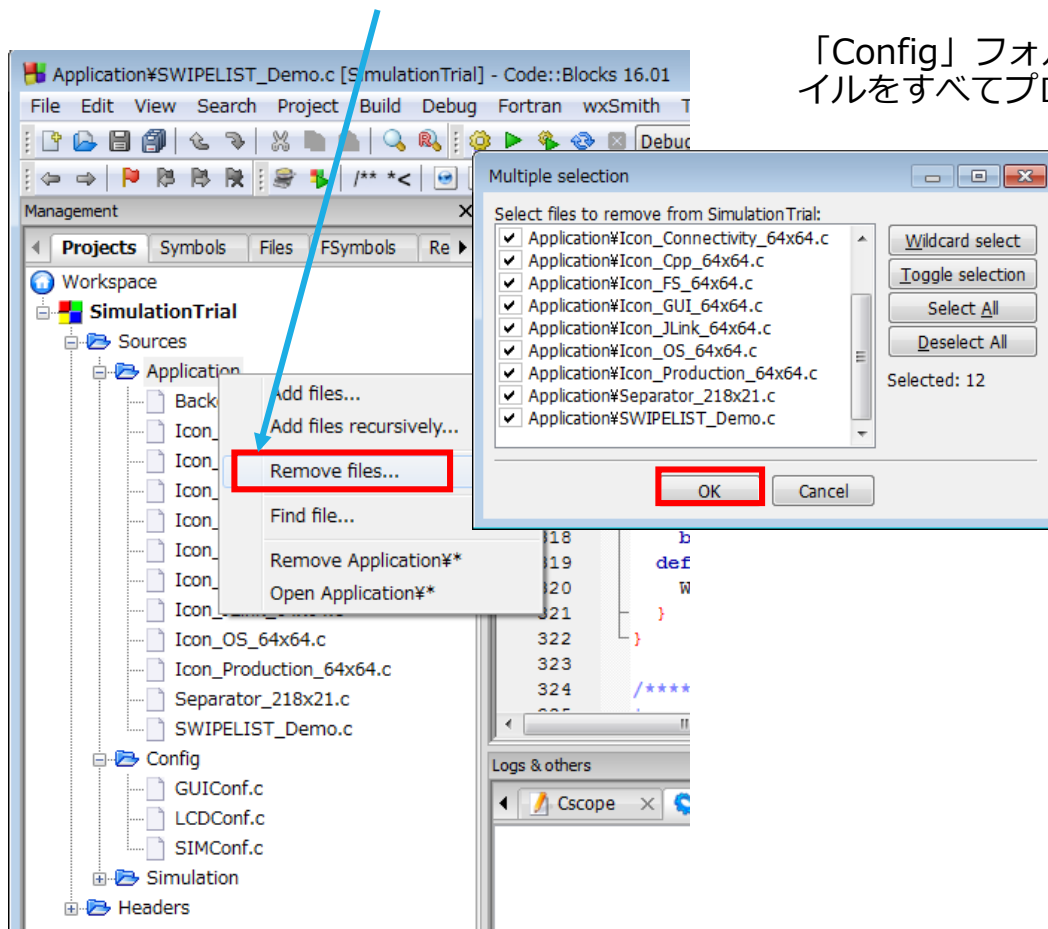 「Config」フォ
イルをすべてプロ
Application¥SWIPELIST_Demo.c [SimulationTrial] - Code::Blocks 16.01
File Edit View Search Project Build Debug Fortran wxSmith
Debug
/** *<
Management
Projects Symbols Files FSymbols Re
Workspace
SimulationTrial
Sources
Application
Back
Icon_
Icon_
Icon_
Icon_
Icon_
Icon_
Icon_
Icon_OS_64x64.c
Icon_Production_64x64.c
Separator_218x21.c
SWIPELIST_Demo.c
Config
GUIConf.c
LCDConf.c
SIMConf.c
Simulation
Headers
Add files...
Add files recursively...
Remove files...
Find file...
Remove Application¥*
Open Application¥*
Multiple selection
Select files to remove from SimulationTrial:
Application¥Icon_Connectivity_64x64.c
Application¥Icon_Cpp_64x64.c
Application¥Icon_FS_64x64.c
Application¥Icon_GUI_64x64.c
Application¥Icon_JLink_64x64.c
Application¥Icon_OS_64x64.c
Application¥Icon_Production_64x64.c
Application¥Separator_218x21.c
Application¥SWIPELIST_Demo.c
Wildcard select
Toggle selection
Select All
Deselect All
Selected: 12
OK Cancel
318 b
319 def
320 W
321 }
322 }
323
324 /****
Logs & others
Cscope